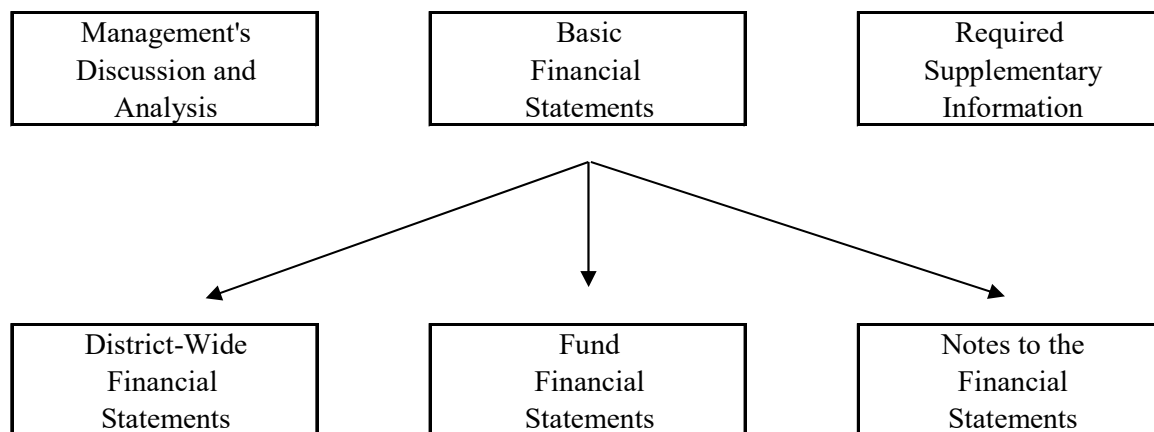 Management's
Discussion and
Analysis
Basic
Financial
Statements
Required
Supplementary
Information
District-Wide
Financial
Statements
Fund
Financial
Statements
Notes to the
Financial
Statements